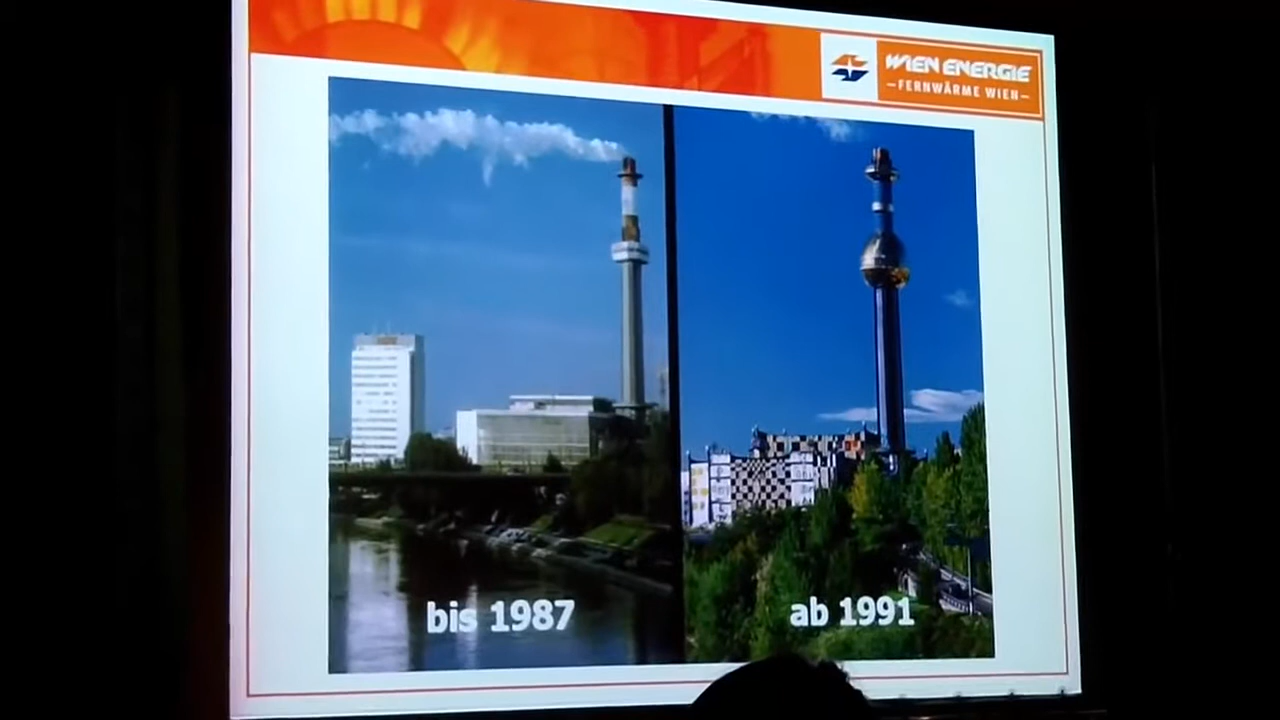 WIEN ENERGIE
–FERNWÄRME WIEN–
bis 1987
ab 1991